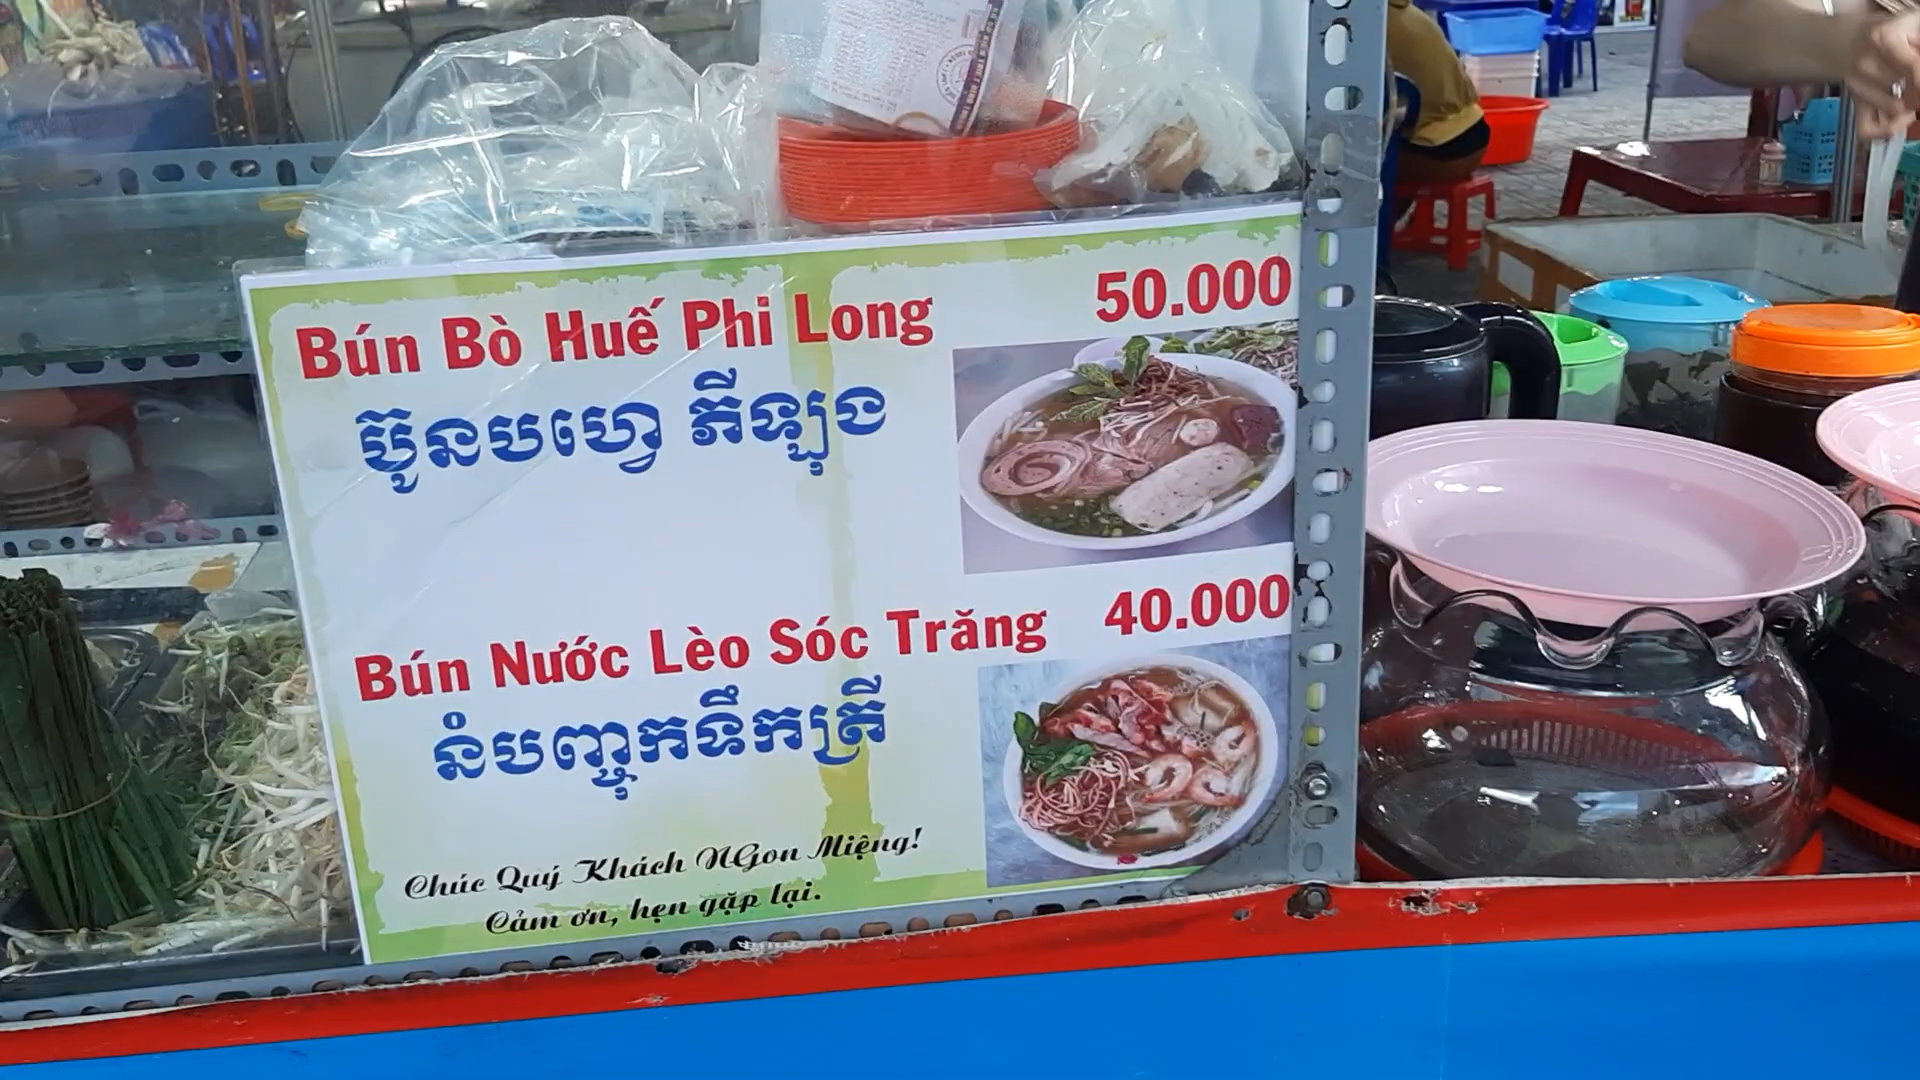 Bún Bò Huế Phi Long 50.000
ប៊ូនបហ្វេ ភីឡុង
Bún Nước Lèo Sóc Trăng 40.000
នំបញ្ចុកទឹកត្រី
Chúc Quý Khách NGon Miệng!
Cảm ơn, hẹn gặp lại.